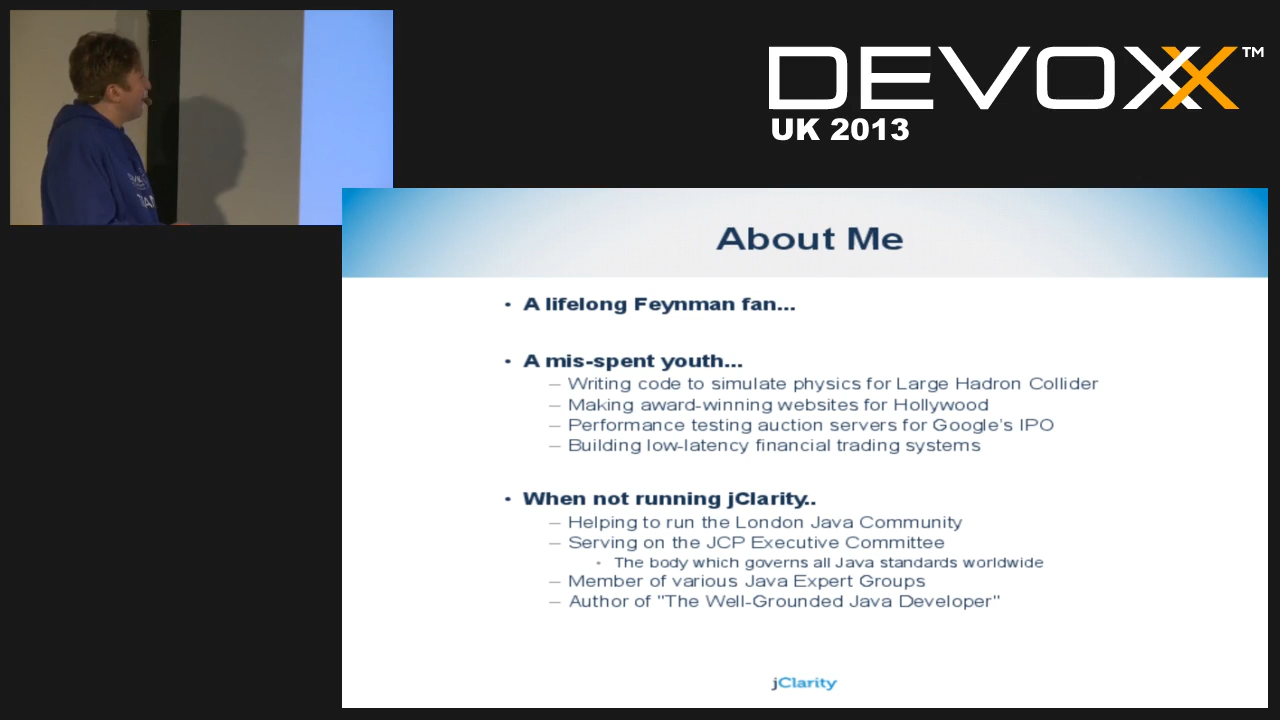 DEVOXX™
UK 2013
About Me
• A lifelong Feynman fan...
• A mis-spent youth...
– Writing code to simulate physics for Large Hadron Collider
– Making award-winning websites for Hollywood
– Performance testing auction servers for Google's IPO
– Building low-latency financial trading systems
• When not running jClarity..
– Helping to run the London Java Community
– Serving on the JCP Executive Committee
• The body which governs all Java standards worldwide
– Member of various Java Expert Groups
– Author of "The Well-Grounded Java Developer"
jClarity